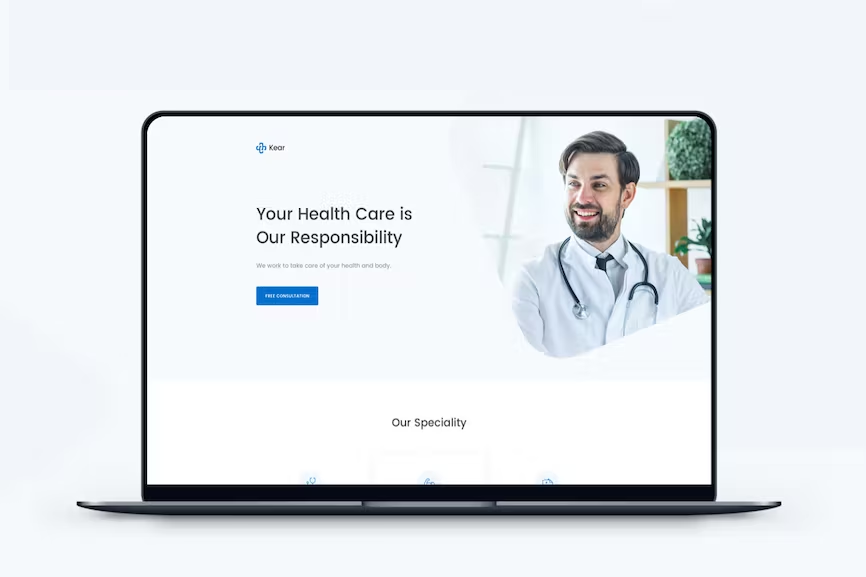 Kear
Your Health Care is
Our Responsibility
We work to take care of your health and body.
FREE CONSULTATION
Our Speciality